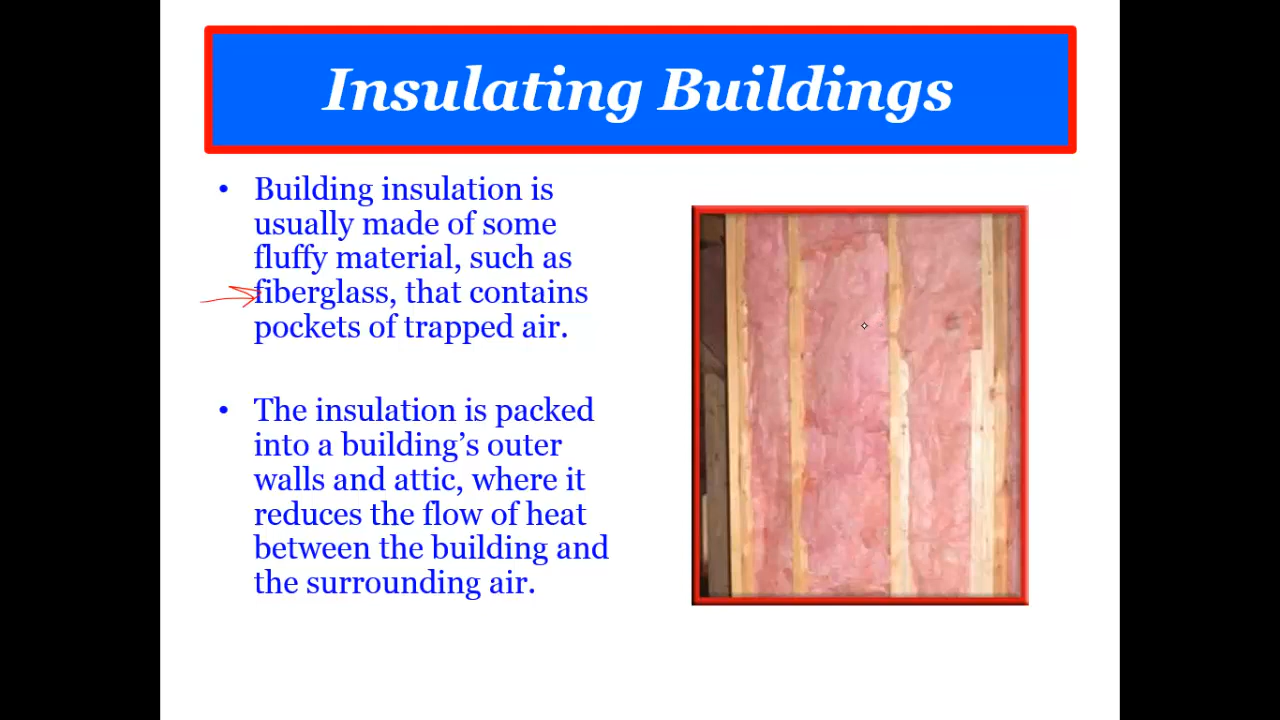 Insulating Buildings
• Building insulation is
usually made of some
fluffy material, such as
fiberglass, that contains
pockets of trapped air.
• The insulation is packed
into a building’s outer
walls and attic, where it
reduces the flow of heat
between the building and
the surrounding air.